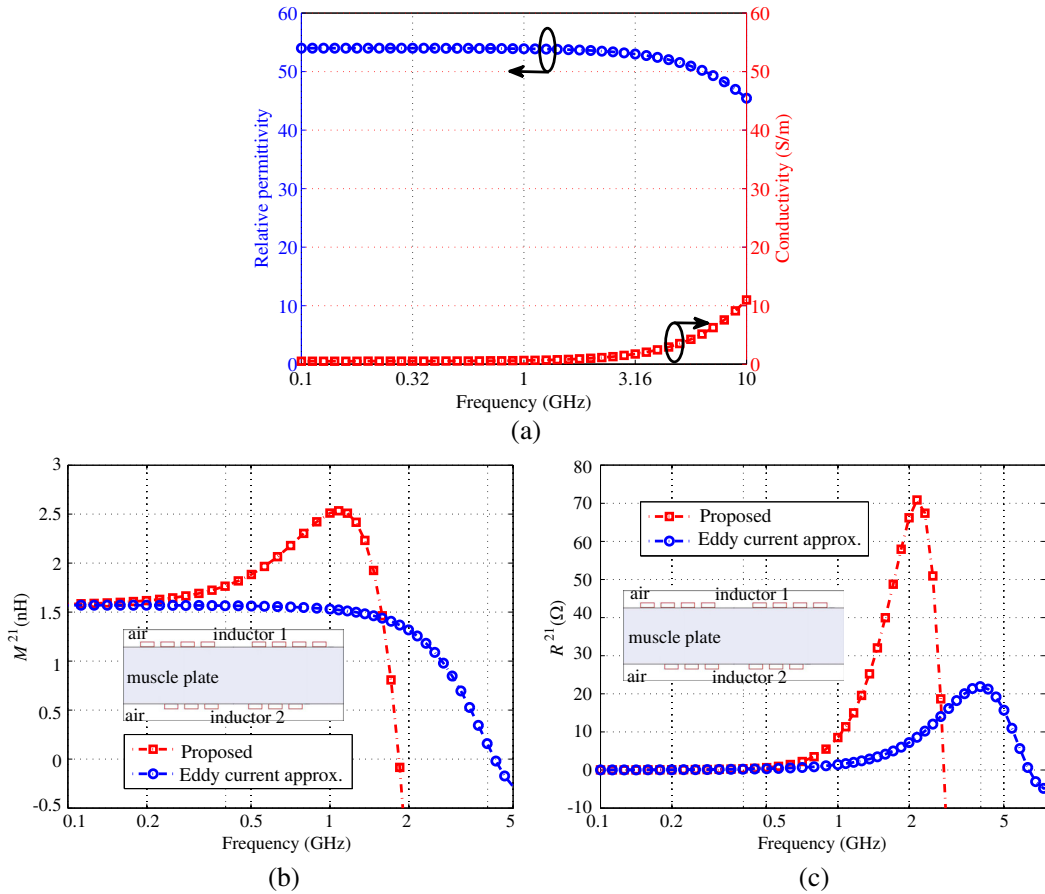 60
50
40
30
20
10
0
Relative permittivity
60
50
40
30
20
10
0
Conductivity (S/m)
0.1 0.32 1 3.16 10
Frequency (GHz)
(a)
3
2.5
2
1.5
1
0.5
0
-0.5
M 21 (nH)
air inductor 1
muscle plate
air inductor 2
Proposed
Eddy current approx.
0.1 0.2 0.5 1 2 5
Frequency (GHz)
(b)
80
70
60
50
40
30
20
10
0
-10
R 21 (Ω)
Proposed
Eddy current approx.
air inductor 1
muscle plate
air inductor 2
0.1 0.2 0.5 1 2 5
Frequency (GHz)
(c)